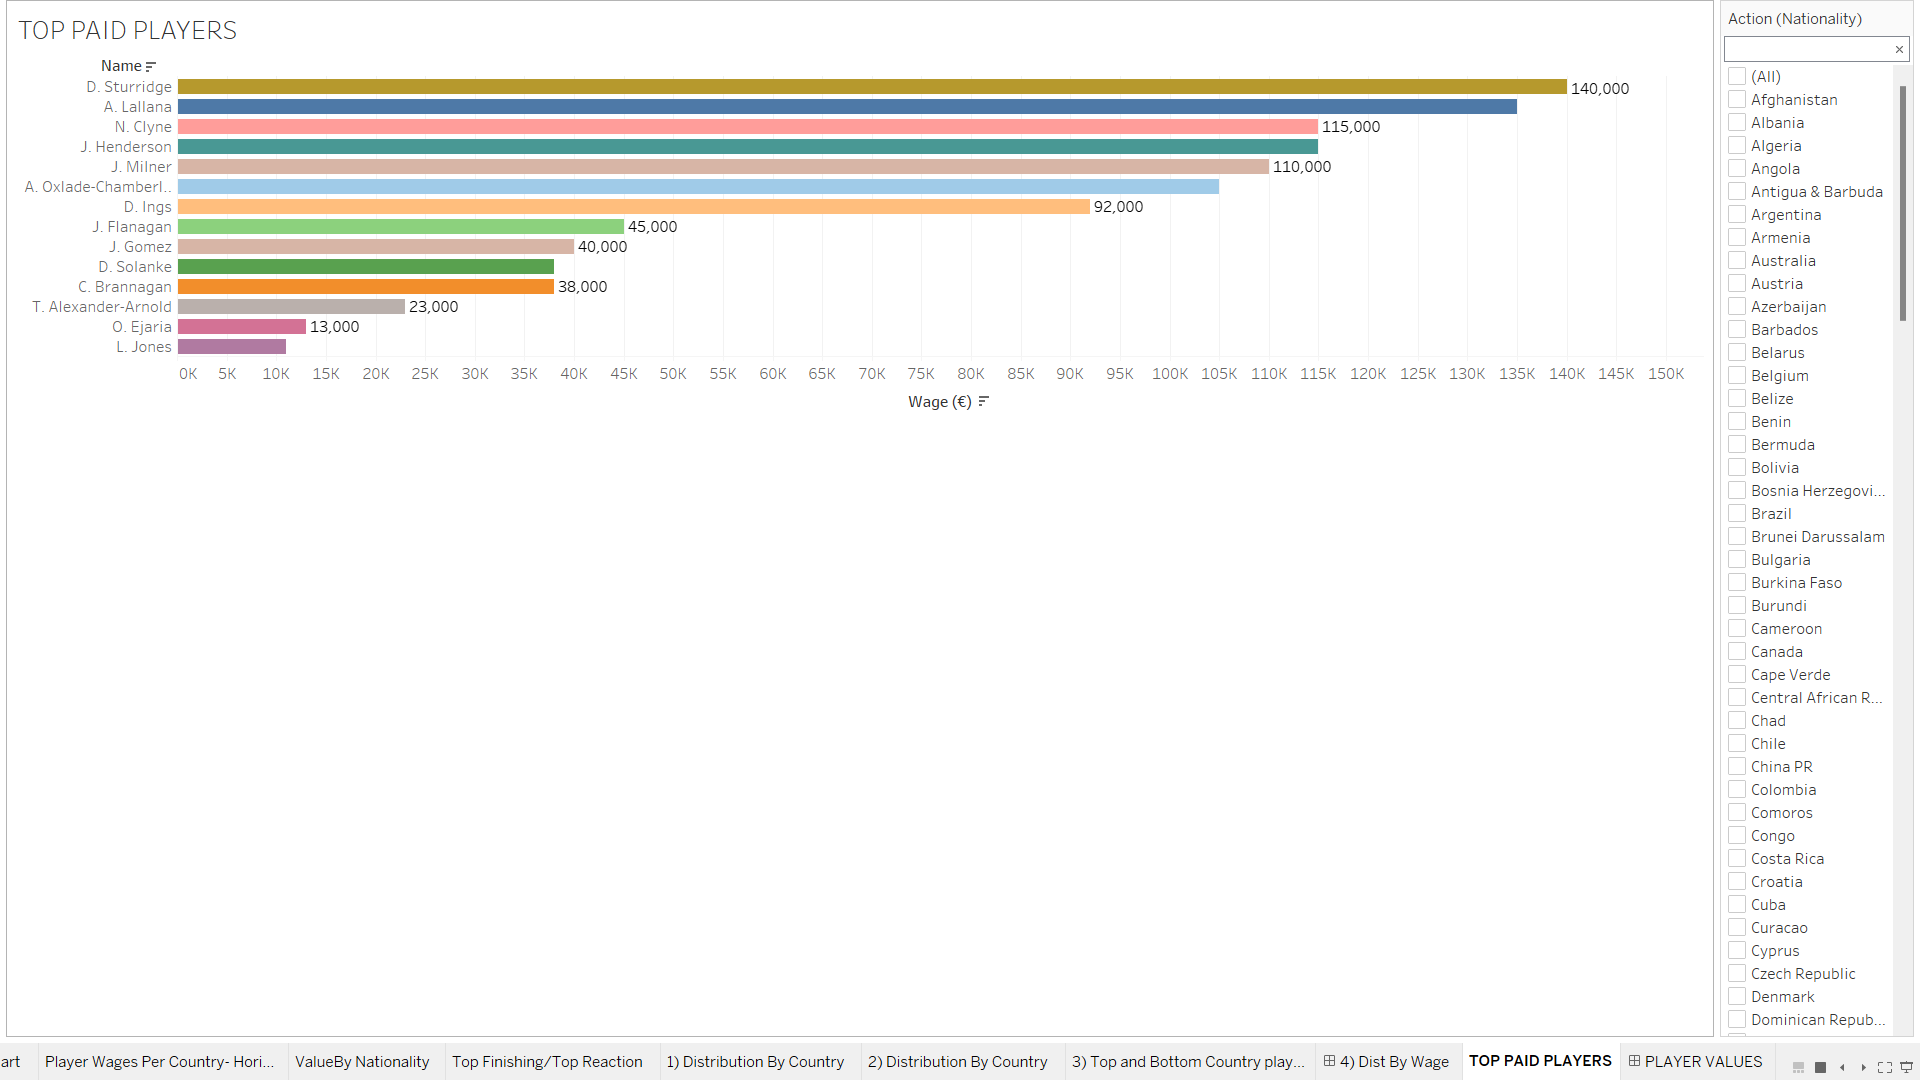 TOP PAID PLAYERS
Name
D. Sturridge 140,000
A. Lallana
N. Clyne 115,000
J. Henderson
J. Milner 110,000
A. Oxlade-Chamberl..
D. Ings 92,000
J. Flanagan 45,000
J. Gomez 40,000
D. Solanke
C. Brannagan 38,000
T. Alexander-Arnold 23,000
O. Ejaria 13,000
L. Jones
0K 5K 10K 15K 20K 25K 30K 35K 40K 45K 50K 55K 60K 65K 70K 75K 80K 85K 90K 95K 100K 105K 110K 115K 120K 125K 130K 135K 140K 145K 150K
Wage (€)
Action (Nationality)
(All)
Afghanistan
Albania
Algeria
Angola
Antigua & Barbuda
Argentina
Armenia
Australia
Austria
Azerbaijan
Barbados
Belarus
Belgium
Belize
Benin
Bermuda
Bolivia
Bosnia Herzegovi...
Brazil
Brunei Darussalam
Bulgaria
Burkina Faso
Burundi
Cameroon
Canada
Cape Verde
Central African R...
Chad
Chile
China PR
Colombia
Comoros
Congo
Costa Rica
Croatia
Cuba
Curacao
Cyprus
Czech Republic
Denmark
Dominican Repub...
art Player Wages Per Country- Hori... ValueBy Nationality Top Finishing/Top Reaction 1) Distribution By Country 2) Distribution By Country 3) Top and Bottom Country play... 4) Dist By Wage TOP PAID PLAYERS PLAYER VALUES